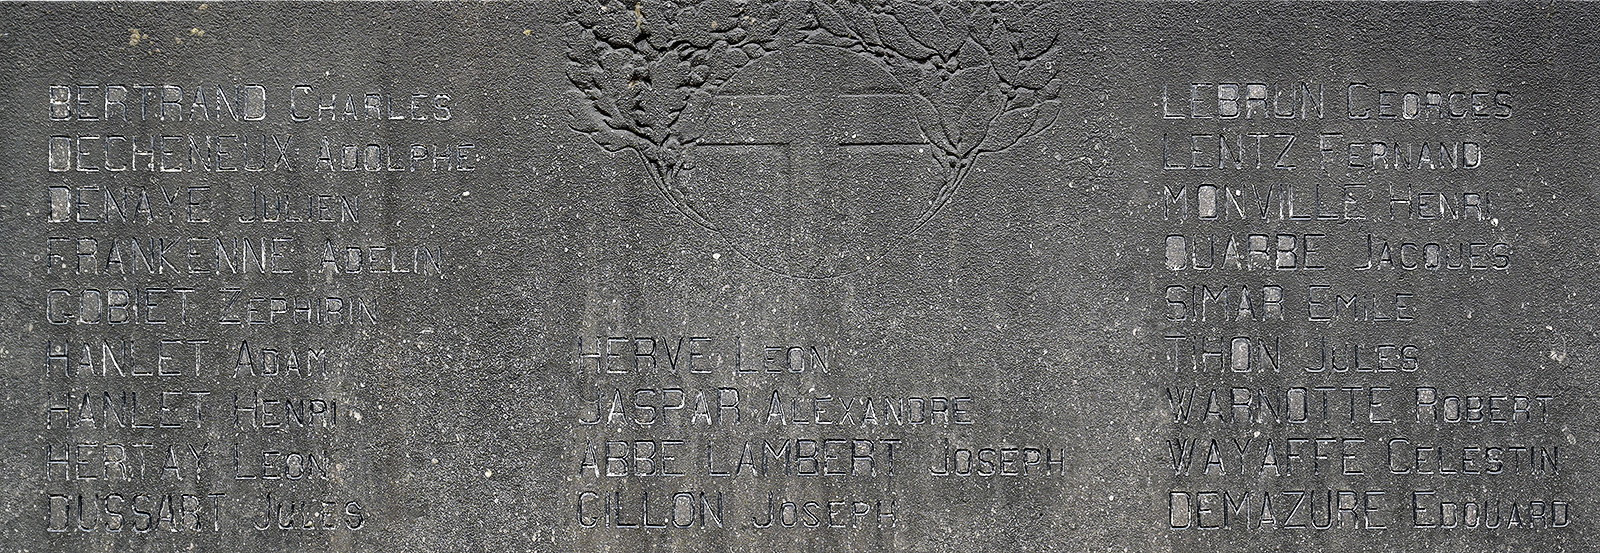 BERTRAND CHARLES
DECHENEUX ADOLPHE
DENAYE JULIEN
FRANKENNE ADELIN
GOBIET ZEPHIRIN
HANLET ADAM
HANLET HENRI
HERTAY LEON
DUSSART JULES
HERVE LEON
JASPAR ALEXANDRE
ABBE LAMBERT JOSEPH
GILLON JOSEPH
LEBRUN GEORGES
LENTZ FERNAND
MONVILLE HENRI
OUARBE JACQUES
SIMAR EMILE
TIHON JULES
WARNOTTE ROBERT
WAYAFFE CELESTIN
DEMAZURE EDOUARD